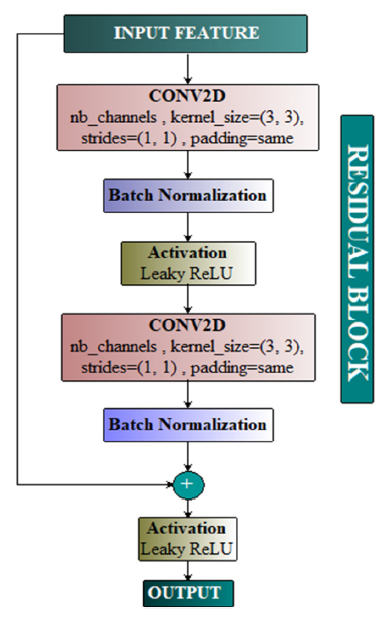 INPUT FEATURE
CONV2D
nb_channels , kernel_size=(3, 3),
strides=(1, 1) , padding=same
Batch Normalization
Activation
Leaky ReLU
CONV2D
nb_channels , kernel_size=(3, 3),
strides=(1, 1) , padding=same
Batch Normalization
+
Activation
Leaky ReLU
OUTPUT
RESIDUAL BLOCK